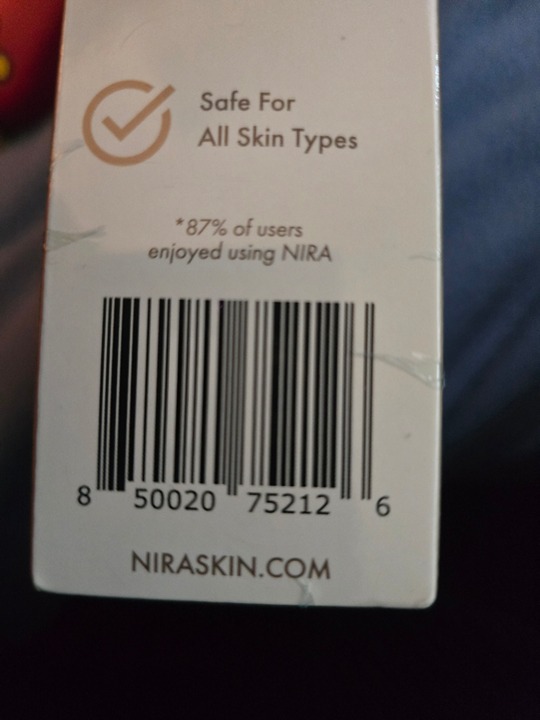 Safe For
All Skin Types
*87% of users
enjoyed using NIRA
8 50020 75212 6
NIRASKIN.COM